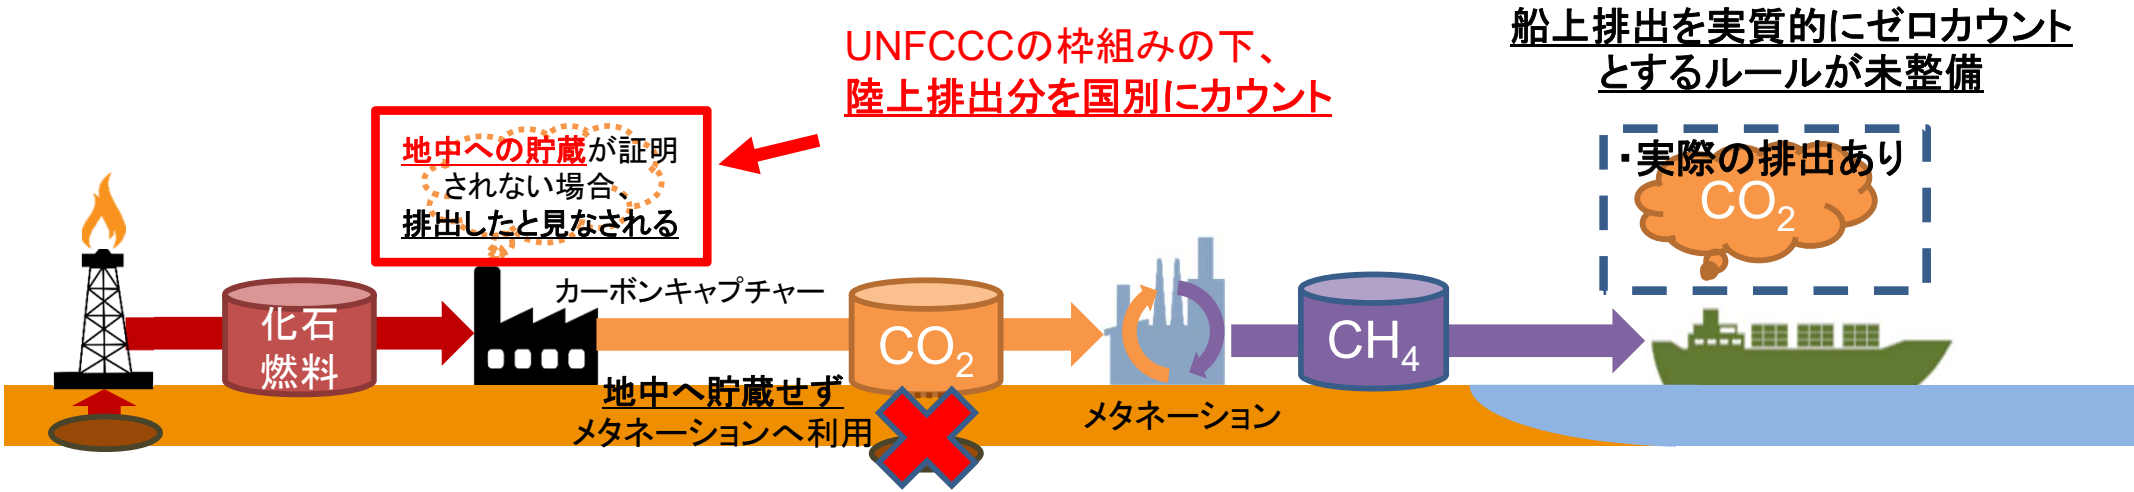 船上排出を実質的にゼロカウント
とするルールが未整備
UNFCCCの枠組みの下、
陸上排出分を国別にカウント
地中への貯蔵が証明
されない場合、
排出したと見なされる
・実際の排出あり
CO₂
カーボンキャプチャー
化石
燃料
CO₂
CH₄
地中へ貯蔵せず
メタネーションへ利用
メタネーション